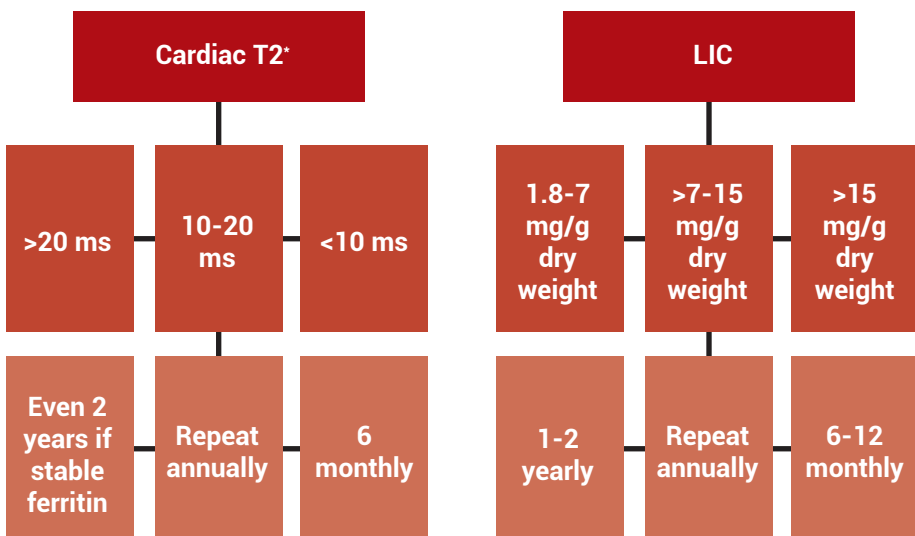 Cardiac T2*
>20 ms
10-20
ms
<10 ms
Even 2
years if
stable
ferritin
Repeat
annually
6
monthly
LIC
1.8-7
mg/g
dry
weight
>7-15
mg/g
dry
weight
>15
mg/g
dry
weight
1-2
yearly
Repeat
annually
6-12
monthly